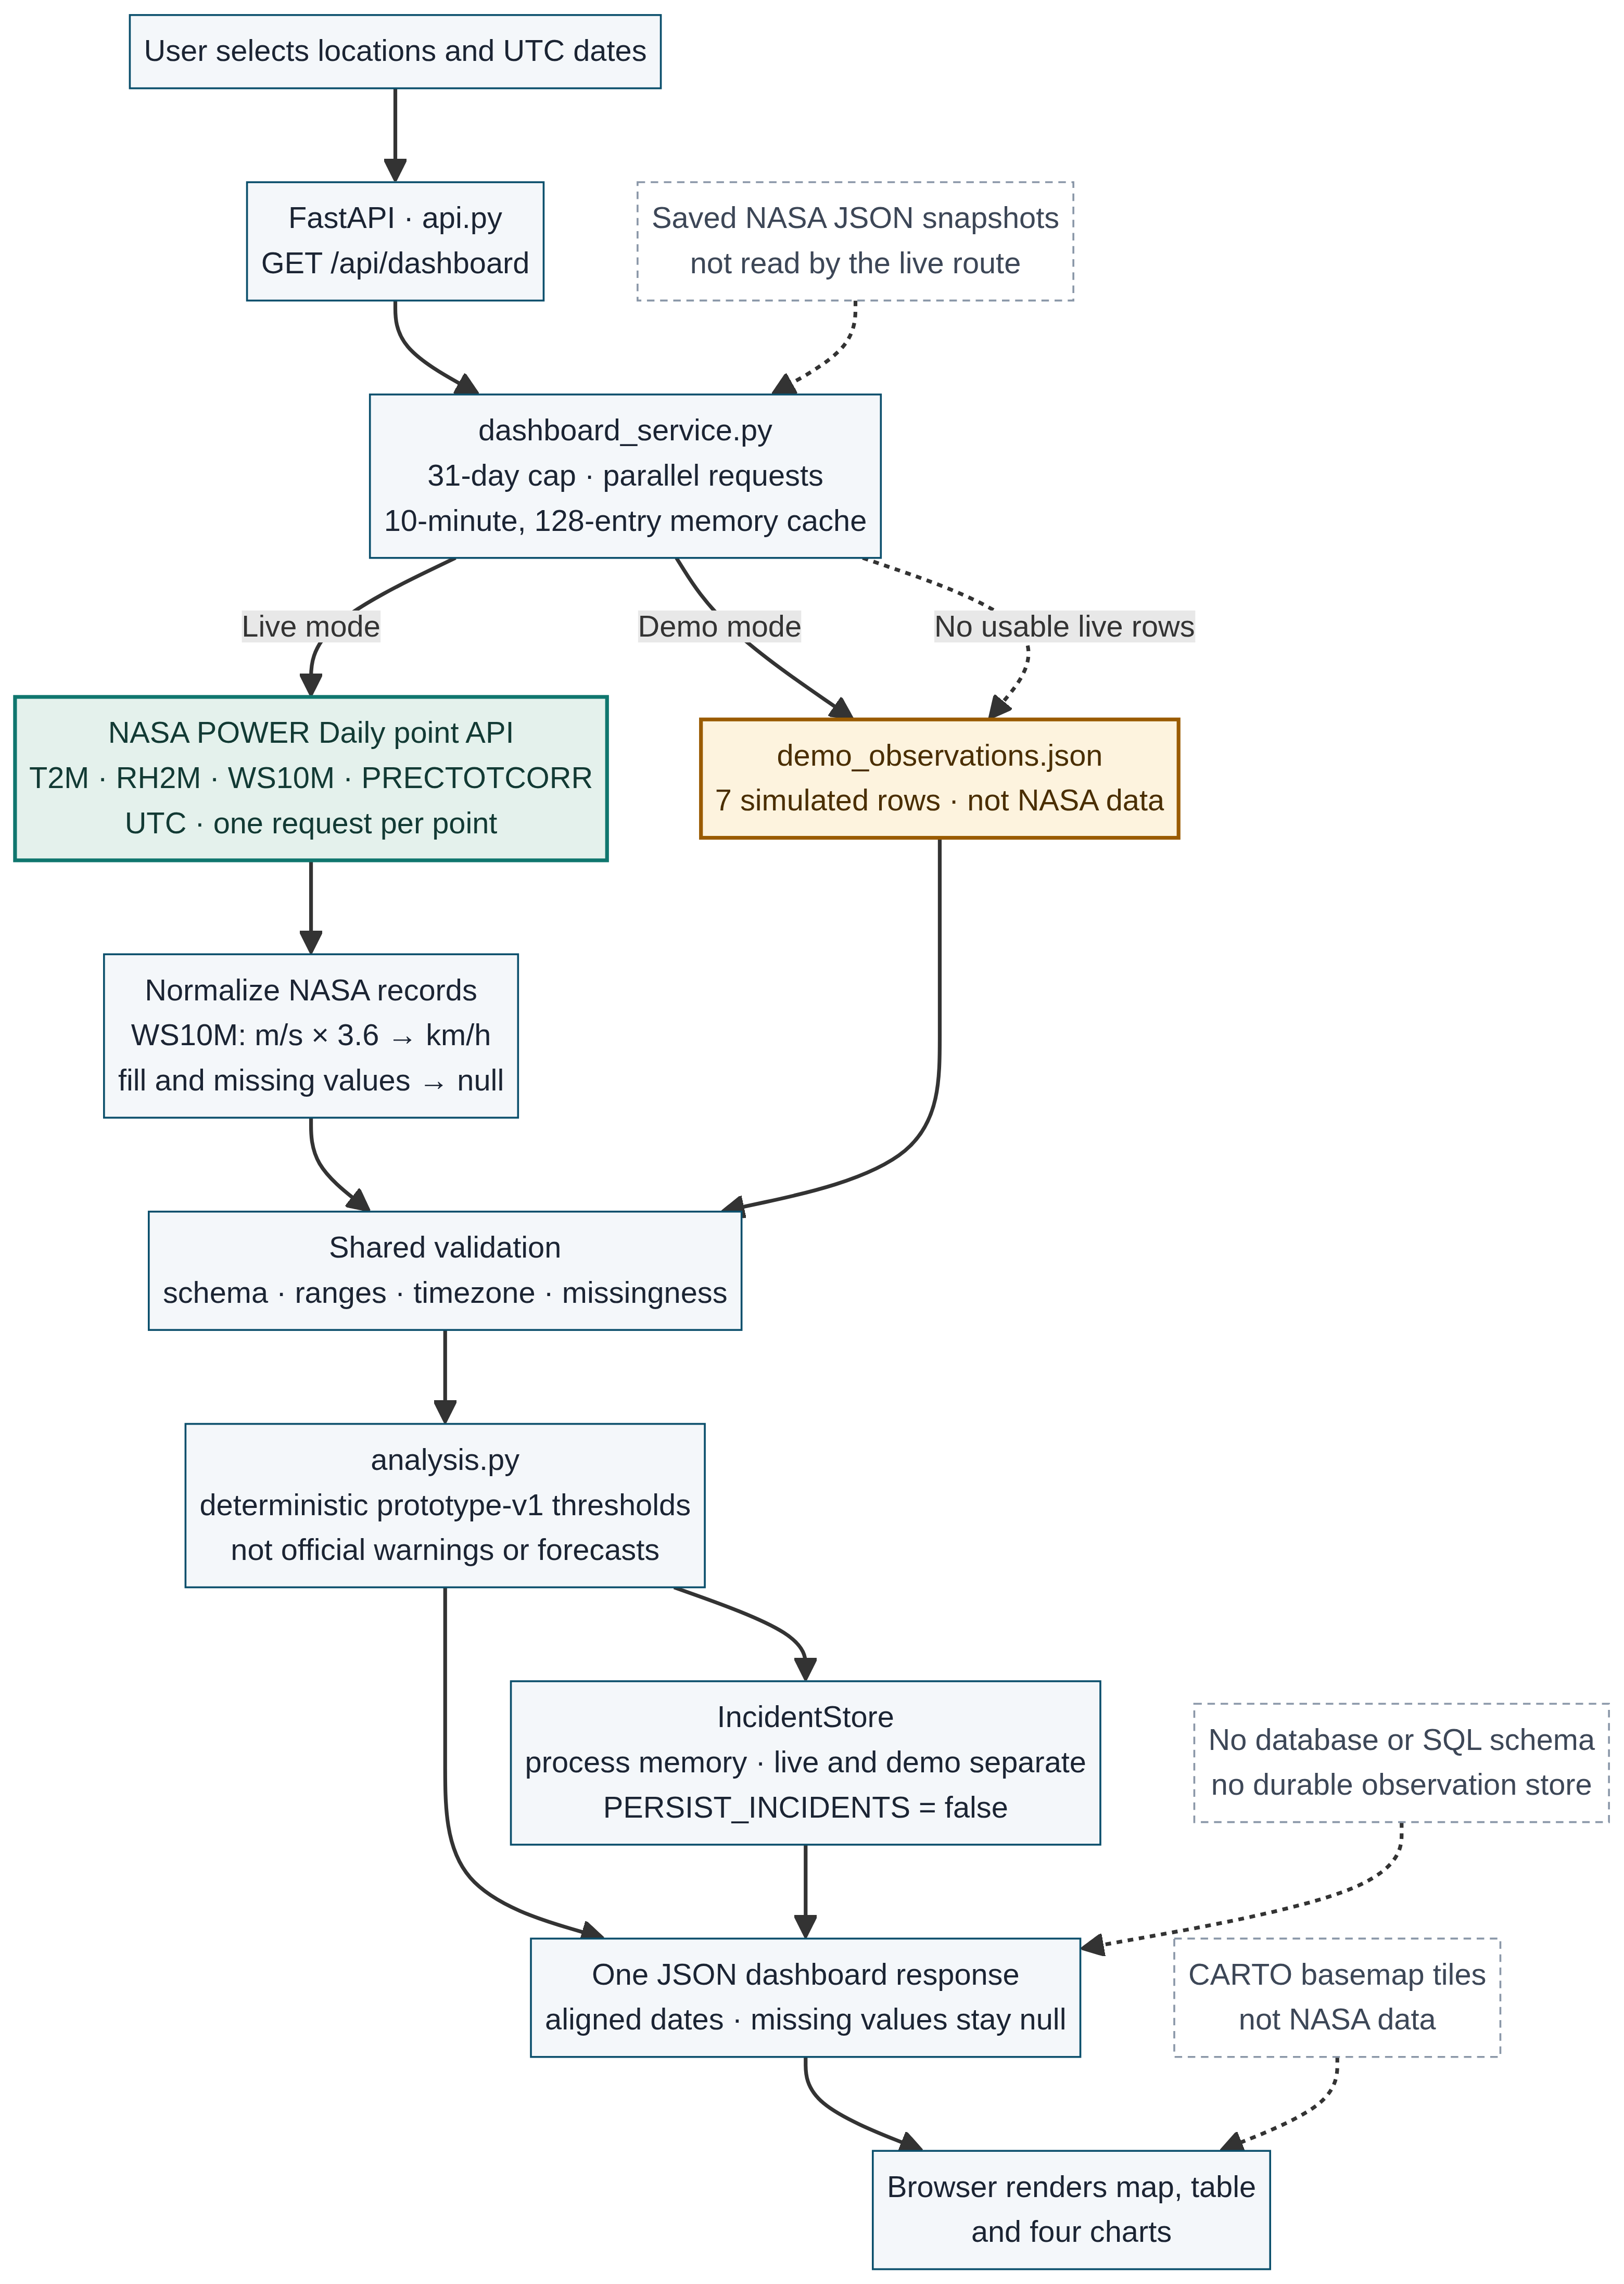 User selects locations and UTC dates
FastAPI · api.py
GET /api/dashboard
Saved NASA JSON snapshots
not read by the live route
dashboard_service.py
31-day cap · parallel requests
10-minute, 128-entry memory cache
Live mode
Demo mode
No usable live rows
NASA POWER Daily point API
T2M · RH2M · WS10M · PRECTOTCORR
UTC · one request per point
demo_observations.json
7 simulated rows · not NASA data
Normalize NASA records
WS10M: m/s × 3.6 → km/h
fill and missing values → null
Shared validation
schema · ranges · timezone · missingness
analysis.py
deterministic prototype-v1 thresholds
not official warnings or forecasts
IncidentStore
process memory · live and demo separate
PERSIST_INCIDENTS = false
No database or SQL schema
no durable observation store
One JSON dashboard response
aligned dates · missing values stay null
CARTO basemap tiles
not NASA data
Browser renders map, table
and four charts